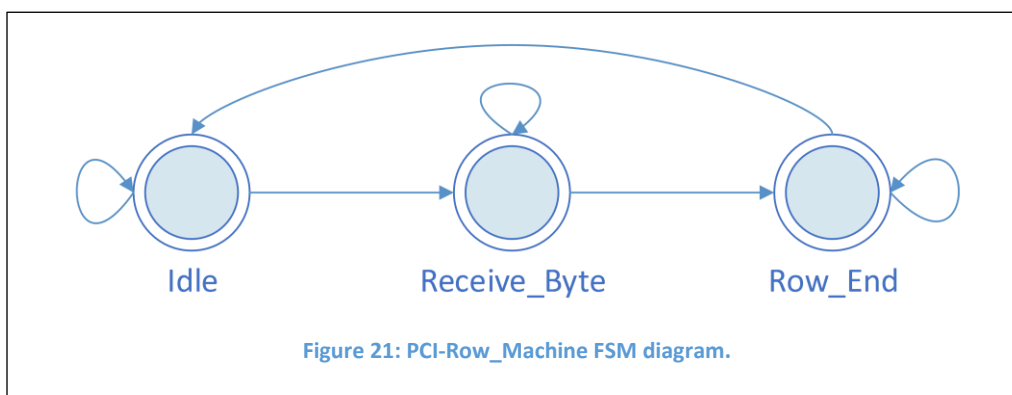 Idle
Receive_Byte
Row_End
Figure 21: PCI-Row_Machine FSM diagram.